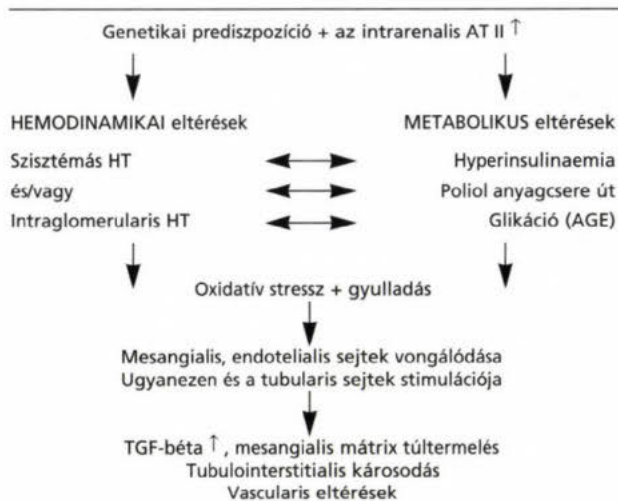 Genetikai prediszpozíció + az intrarenalis AT II ↑
HEMODINAMIKAI eltérések
METABOLIKUS eltérések
Szisztémás HT
Hyperinsulinaemia
és/vagy
Poliol anyagcsere út
Intraglomerularis HT
Glikáció (AGE)
Oxidatív stressz + gyulladás
Mesangialis, endotelialis sejtek vongálódása
Ugyanezen és a tubularis sejtek stimulációja
TGF-béta ↑, mesangialis mátrix túltermelés
Tubulointerstitialis károsodás
Vascularis eltérések